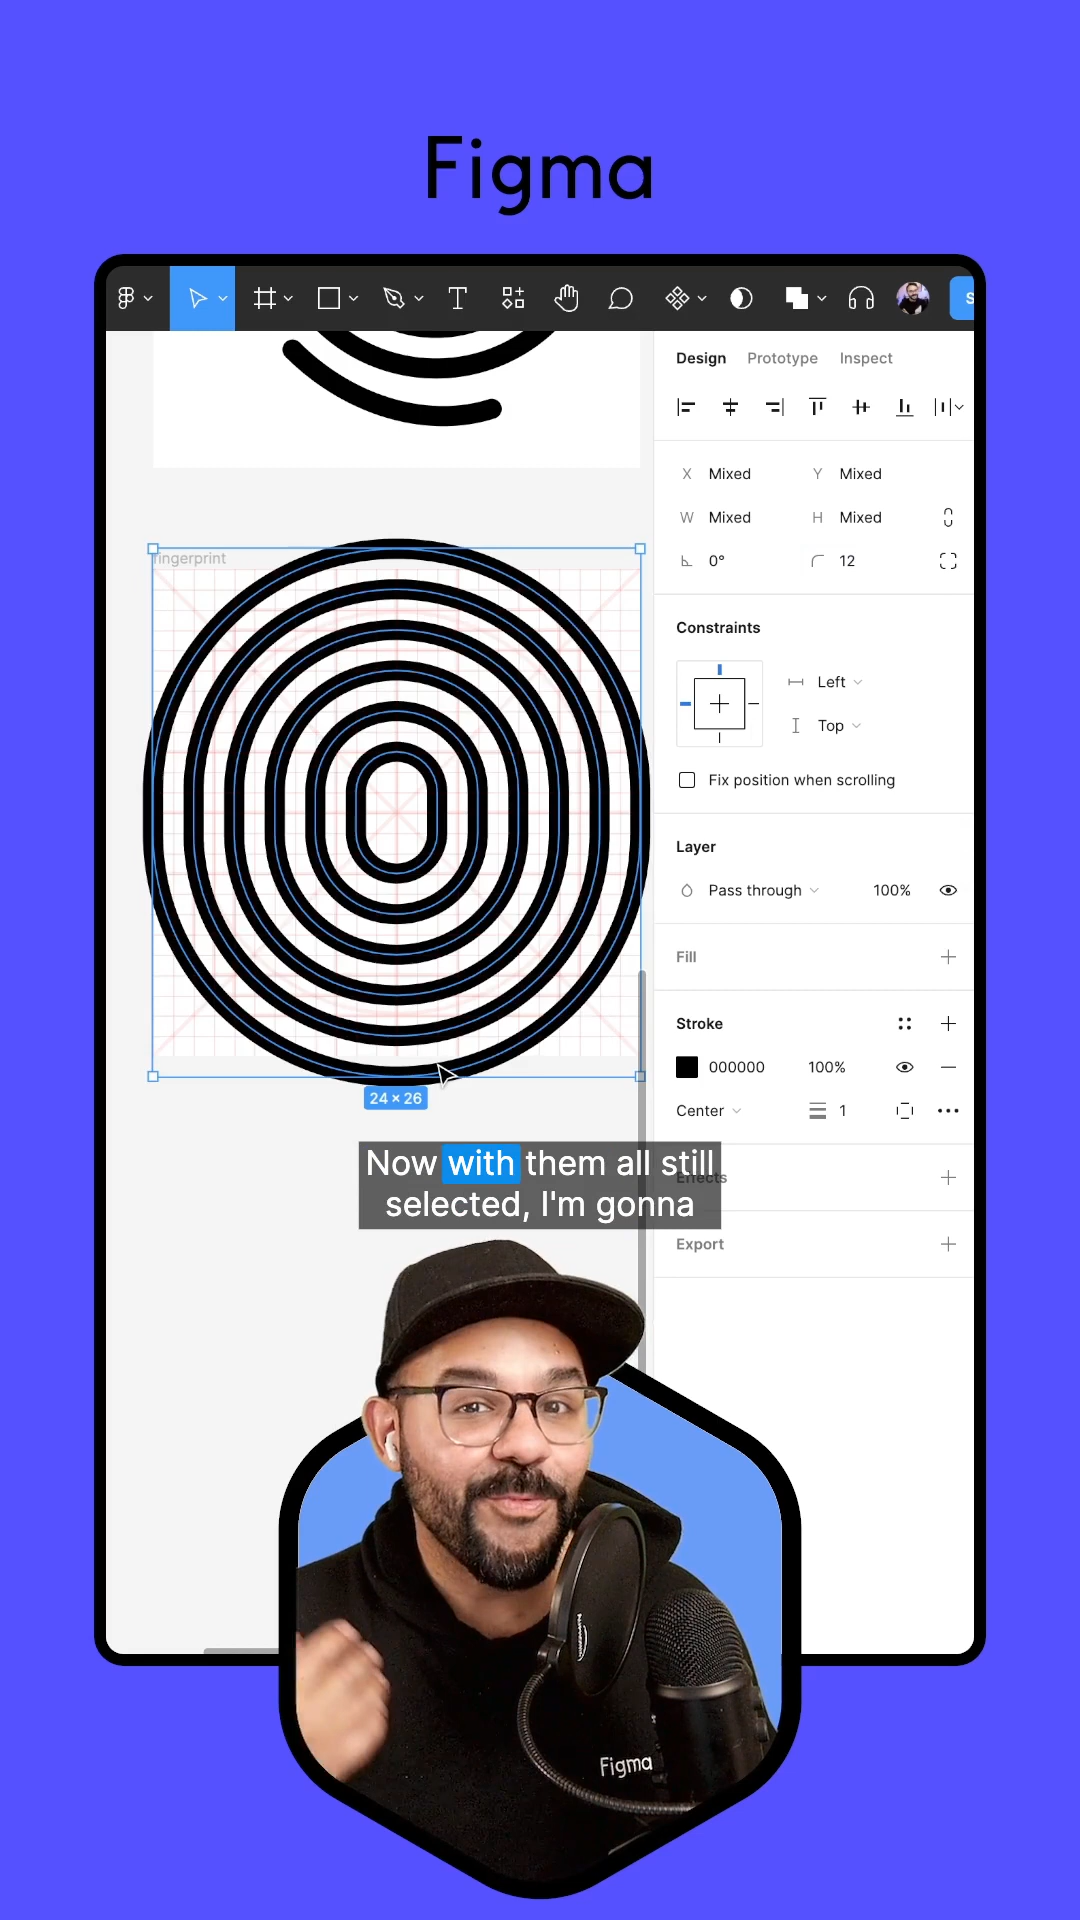 Figma
S
Design Prototype Inspect
X Mixed Y Mixed
W Mixed H Mixed
0° 12
fingerprint
Constraints
Left
Top
Fix position when scrolling
Layer
Pass through 100%
Fill
Stroke
000000 100%
24 × 26
Center 1
Now with them all still
selected, I'm gonna
Effects
Export
Figma